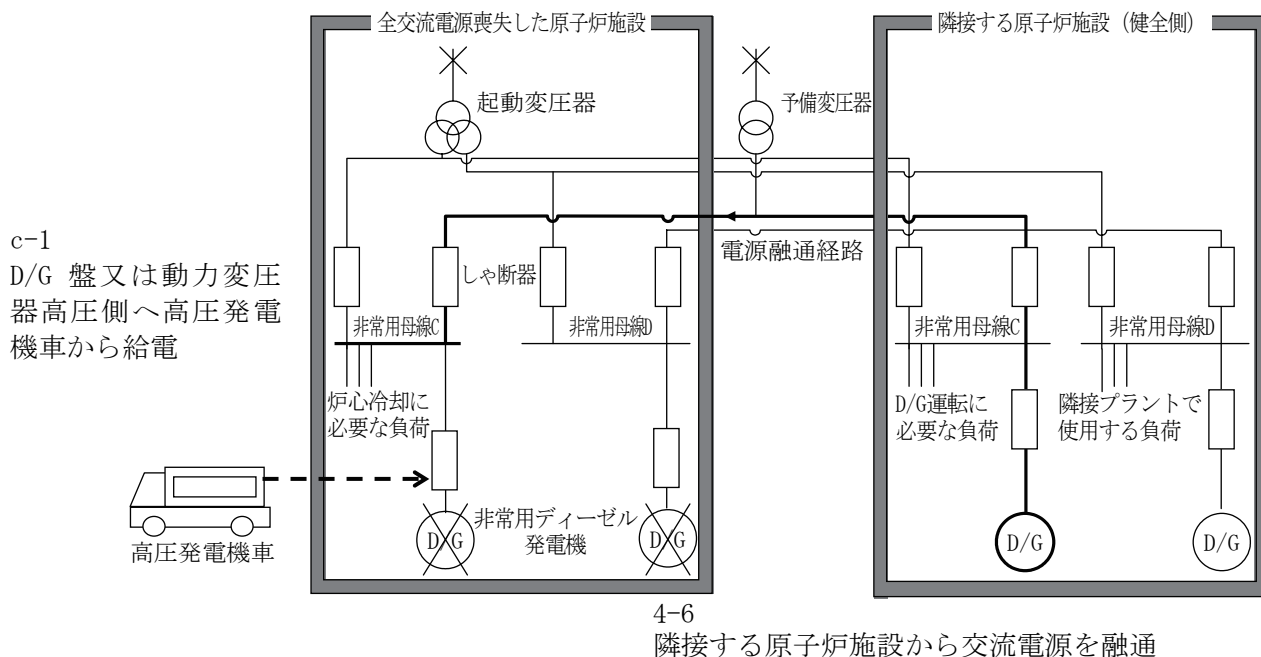 全交流電源喪失した原子炉施設
隣接する原子炉施設（健全側）
起動変圧器
予備変圧器
c-1
D/G 盤又は動力変圧
器高圧側へ高圧発電
機車から給電
しゃ断器
電源融通経路
非常用母線C
非常用母線D
非常用母線C
非常用母線D
炉心冷却に
必要な負荷
D/G運転に
必要な負荷
隣接プラントで
使用する負荷
高圧発電機車
D/G
非常用ディーゼル
発電機
D/G
D/G
D/G
4-6
隣接する原子炉施設から交流電源を融通